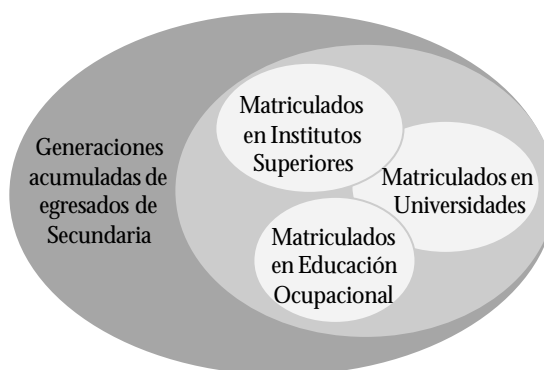 Generaciones
acumuladas de
egresados de
Secundaria
Matriculados
en Institutos
Superiores
Matriculados en
Universidades
Matriculados
en Educación
Ocupacional